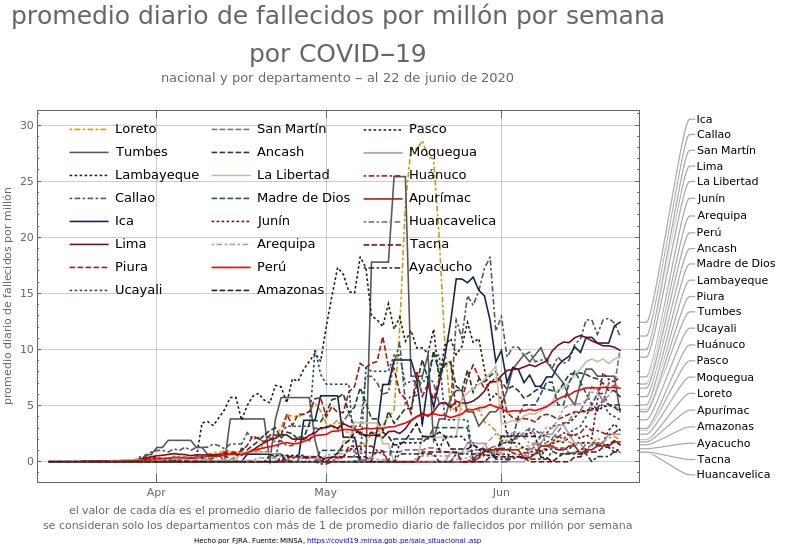 promedio diario de fallecidos por millón por semana
por COVID−19
nacional y por departamento − al 22 de junio de 2020
promedio diario de fallecidos por millón
30
25
20
15
10
5
0
Apr
May
Jun
Loreto
Tumbes
Lambayeque
Callao
Ica
Lima
Piura
Ucayali
San Martín
Ancash
La Libertad
Madre de Dios
Junín
Arequipa
Perú
Amazonas
Pasco
Moquegua
Huánuco
Apurímac
Huancavelica
Tacna
Ayacucho
Ica
Callao
San Martín
Lima
La Libertad
Junín
Arequipa
Perú
Ancash
Madre de Dios
Lambayeque
Piura
Tumbes
Ucayali
Huánuco
Pasco
Moquegua
Loreto
Apurímac
Amazonas
Ayacucho
Tacna
Huancavelica
el valor de cada día es el promedio diario de fallecidos por millón reportados durante una semana
se consideran solo los departamentos con más de 1 de promedio diario de fallecidos por millón por semana
Hecho por FJRA. Fuente: MINSA, https://covid19.minsa.gob.pe/sala_situacional .asp